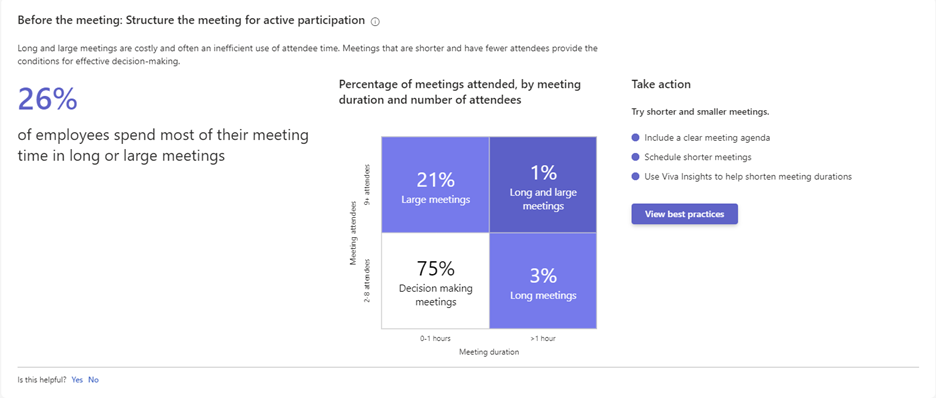 Before the meeting: Structure the meeting for active participation
Long and large meetings are costly and often an inefficient use of attendee time. Meetings that are shorter and have fewer attendees provide the
conditions for effective decision-making.
26%
of employees spend most of their meeting
time in long or large meetings
Percentage of meetings attended, by meeting
duration and number of attendees
Meeting attendees
9+ attendees
2-8 attendees
21%
Large meetings
1%
Long and large
meetings
75%
Decision making
meetings
3%
Long meetings
0-1 hours
>1 hour
Meeting duration
Take action
Try shorter and smaller meetings.
Include a clear meeting agenda
Schedule shorter meetings
Use Viva Insights to help shorten meeting durations
View best practices
Is this helpful? Yes No